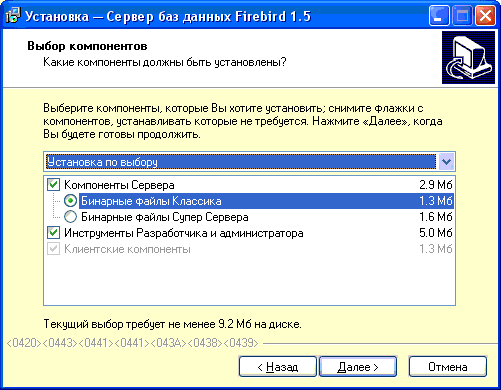 Установка — Сервер баз данных Firebird 1.5
Выбор компонентов
Какие компоненты должны быть установлены?
Выберите компоненты, которые Вы хотите установить; снимите флажки с
компонентов, устанавливать которые не требуется. Нажмите «Далее», когда
Вы будете готовы продолжить.
Установка по выбору
Компоненты Сервера 2.9 Мб
Бинарные файлы Классика 1.3 Мб
Бинарные файлы Супер Сервера 1.6 Мб
Инструменты Разработчика и администратора 5.0 Мб
Клиентские компоненты 1.3 Мб
Текущий выбор требует не менее 9.2 Мб на диске.
<0420><0443><0441><0441><043A><0438><0439>
< Назад Далее > Отмена